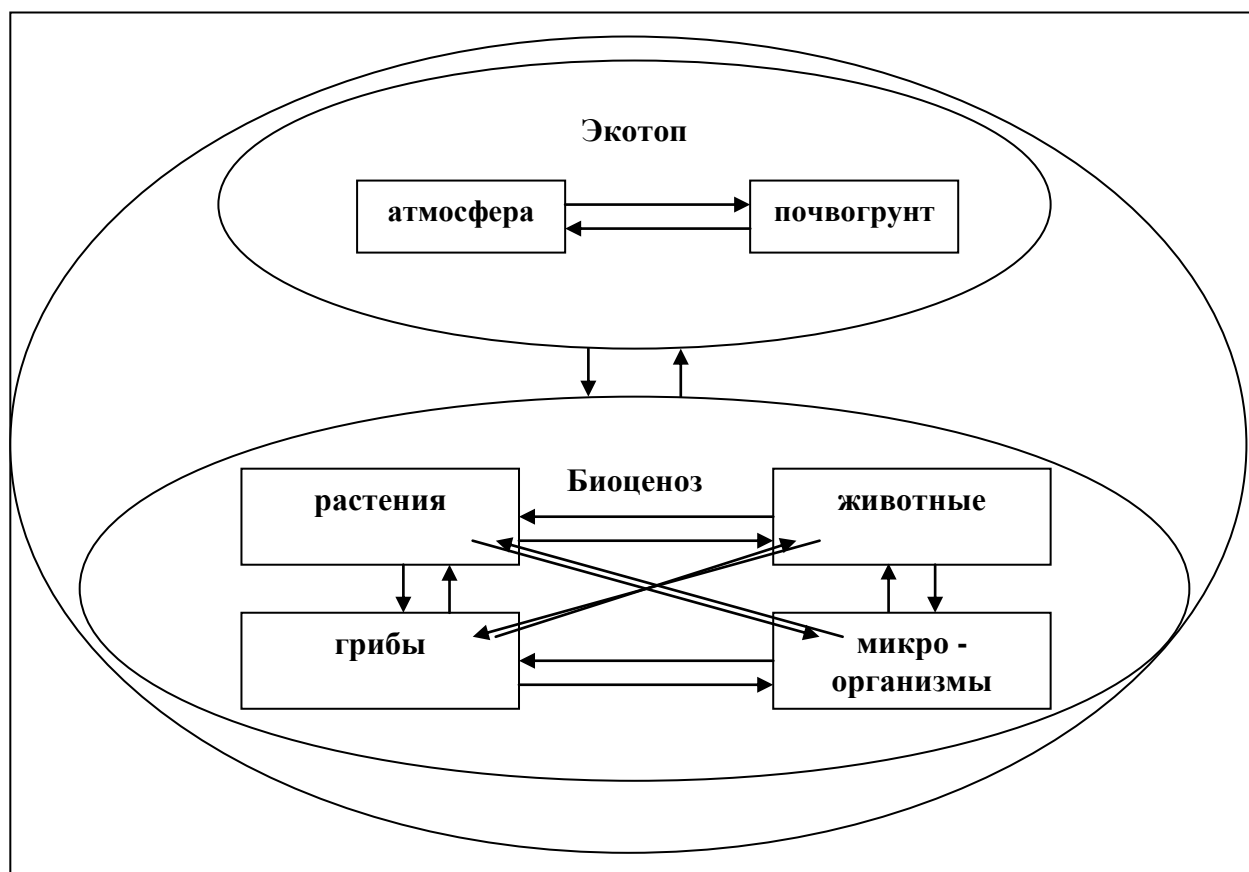 Экотоп
атмосфера
почвогрунт
Биоценоз
растения
животные
грибы
микро -
организмы